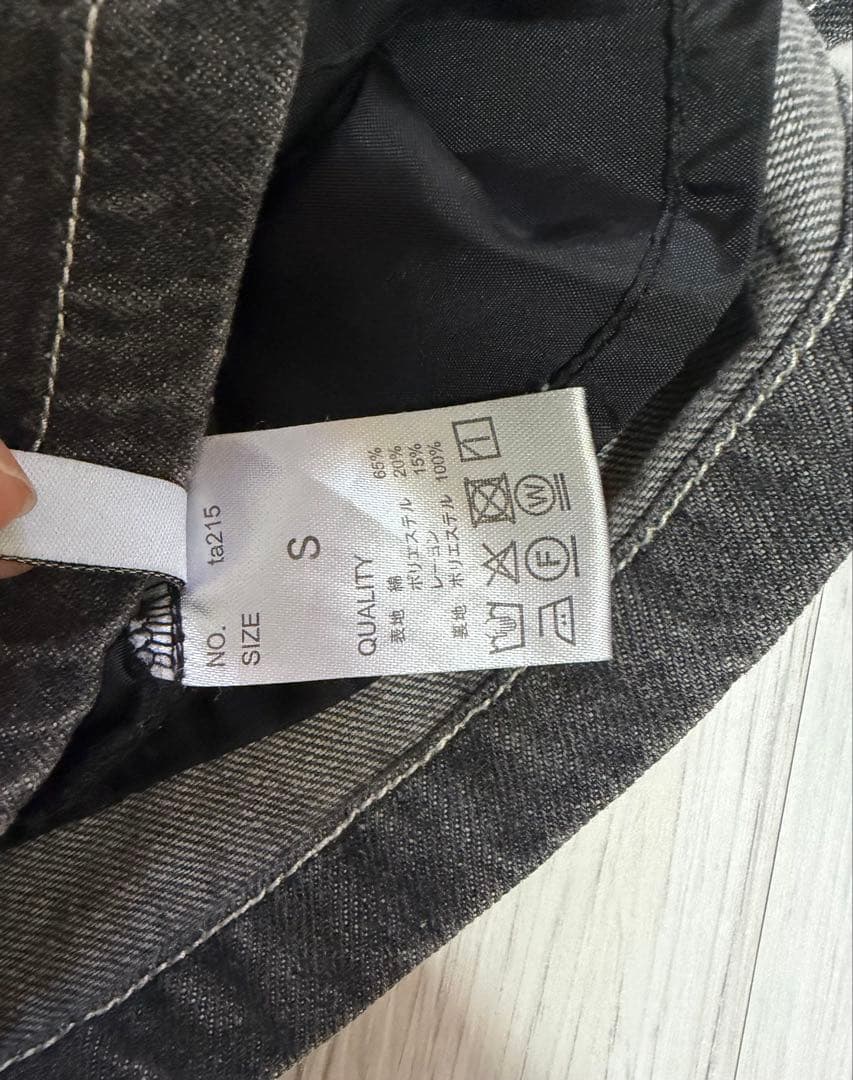 NO. ta215
SIZE S
QUALITY
表地 綿 65%
ポリエステル 20%
レーヨン 15%
裏地 ポリエステル 100%
W
F